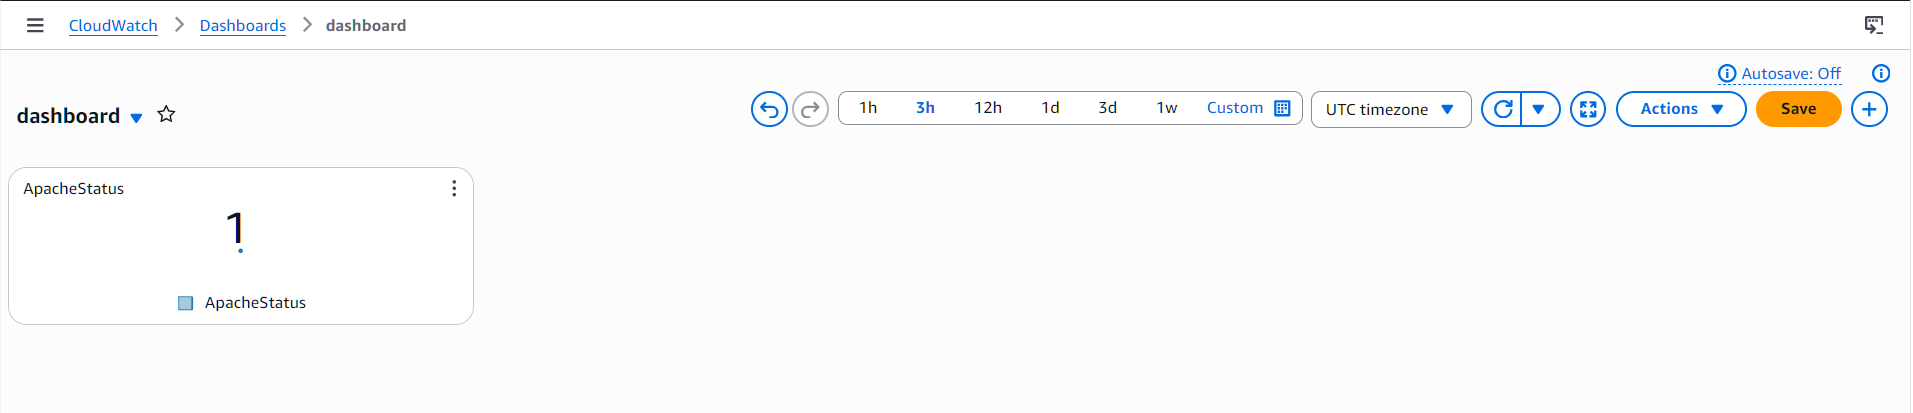 CloudWatch > Dashboards > dashboard
Autosave: Off
dashboard
1h 3h 12h 1d 3d 1w Custom UTC timezone Actions Save
ApacheStatus
1
ApacheStatus